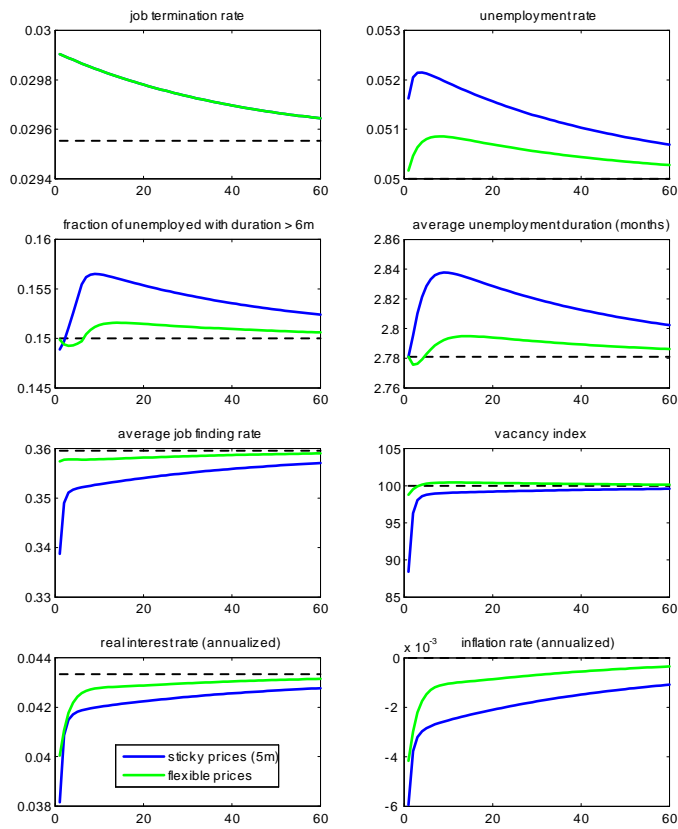 job termination rate
0.03
0.0298
0.0296
0.0294
0 20 40 60
unemployment rate
0.053
0.052
0.051
0.05
0 20 40 60
fraction of unemployed with duration > 6m
0.16
0.155
0.15
0.145
0 20 40 60
average unemployment duration (months)
2.86
2.84
2.82
2.8
2.78
2.76
0 20 40 60
average job finding rate
0.36
0.35
0.34
0.33
0 20 40 60
vacancy index
105
100
95
90
85
0 20 40 60
real interest rate (annualized)
0.044
0.042
0.04
0.038
0 20 40 60
sticky prices (5m)
flexible prices
inflation rate (annualized)
x 10⁻³
0
-2
-4
-6
0 20 40 60